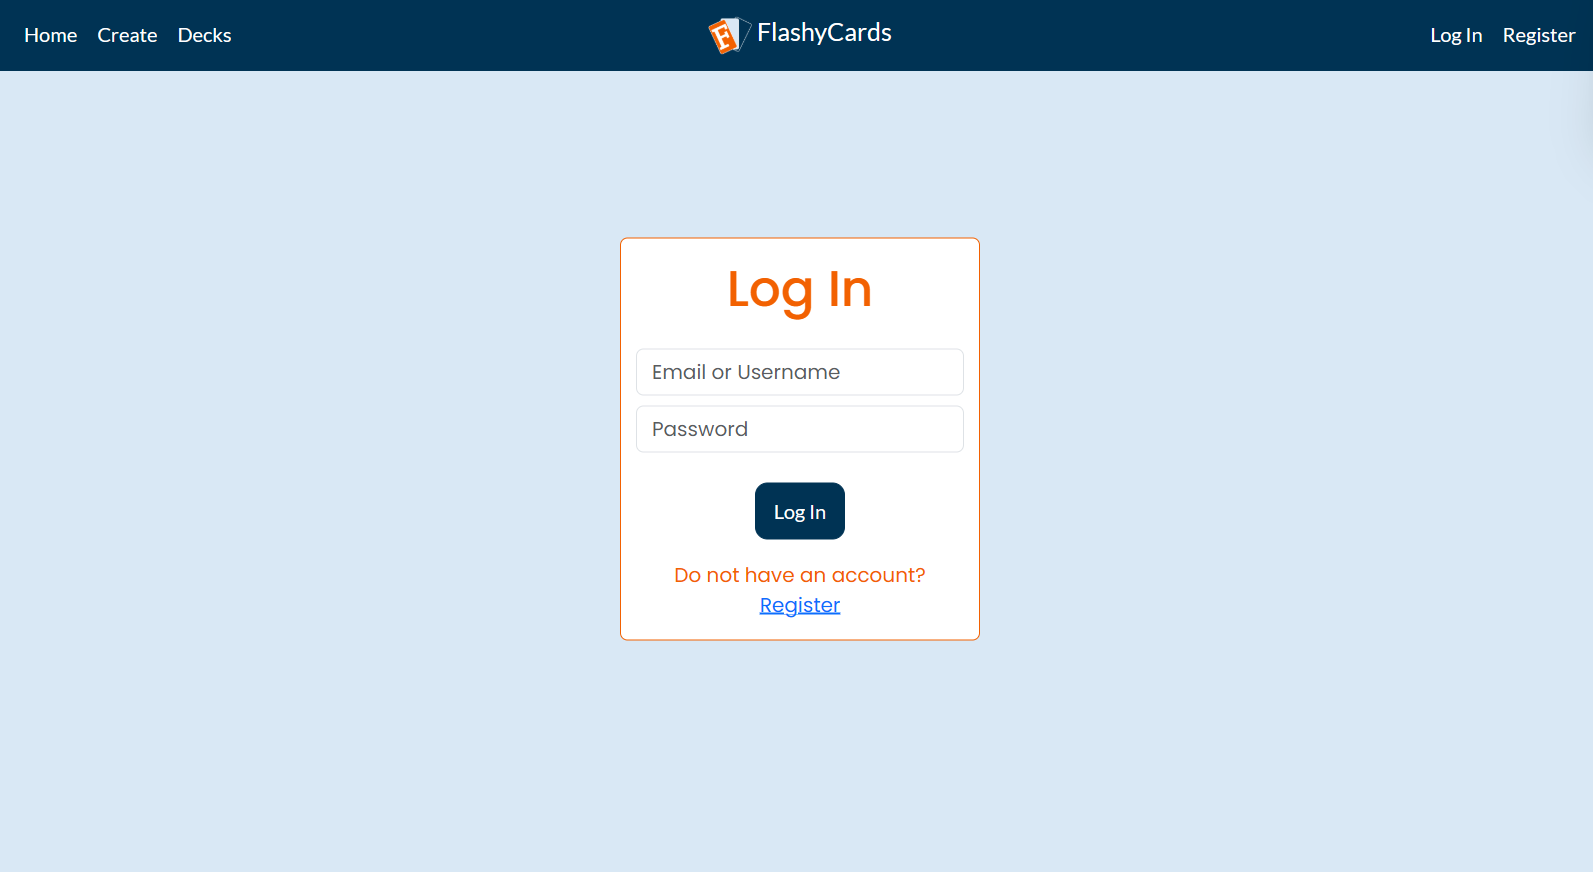 Home Create Decks
F FlashyCards
Log In Register
Log In
Email or Username
Password
Log In
Do not have an account?
Register